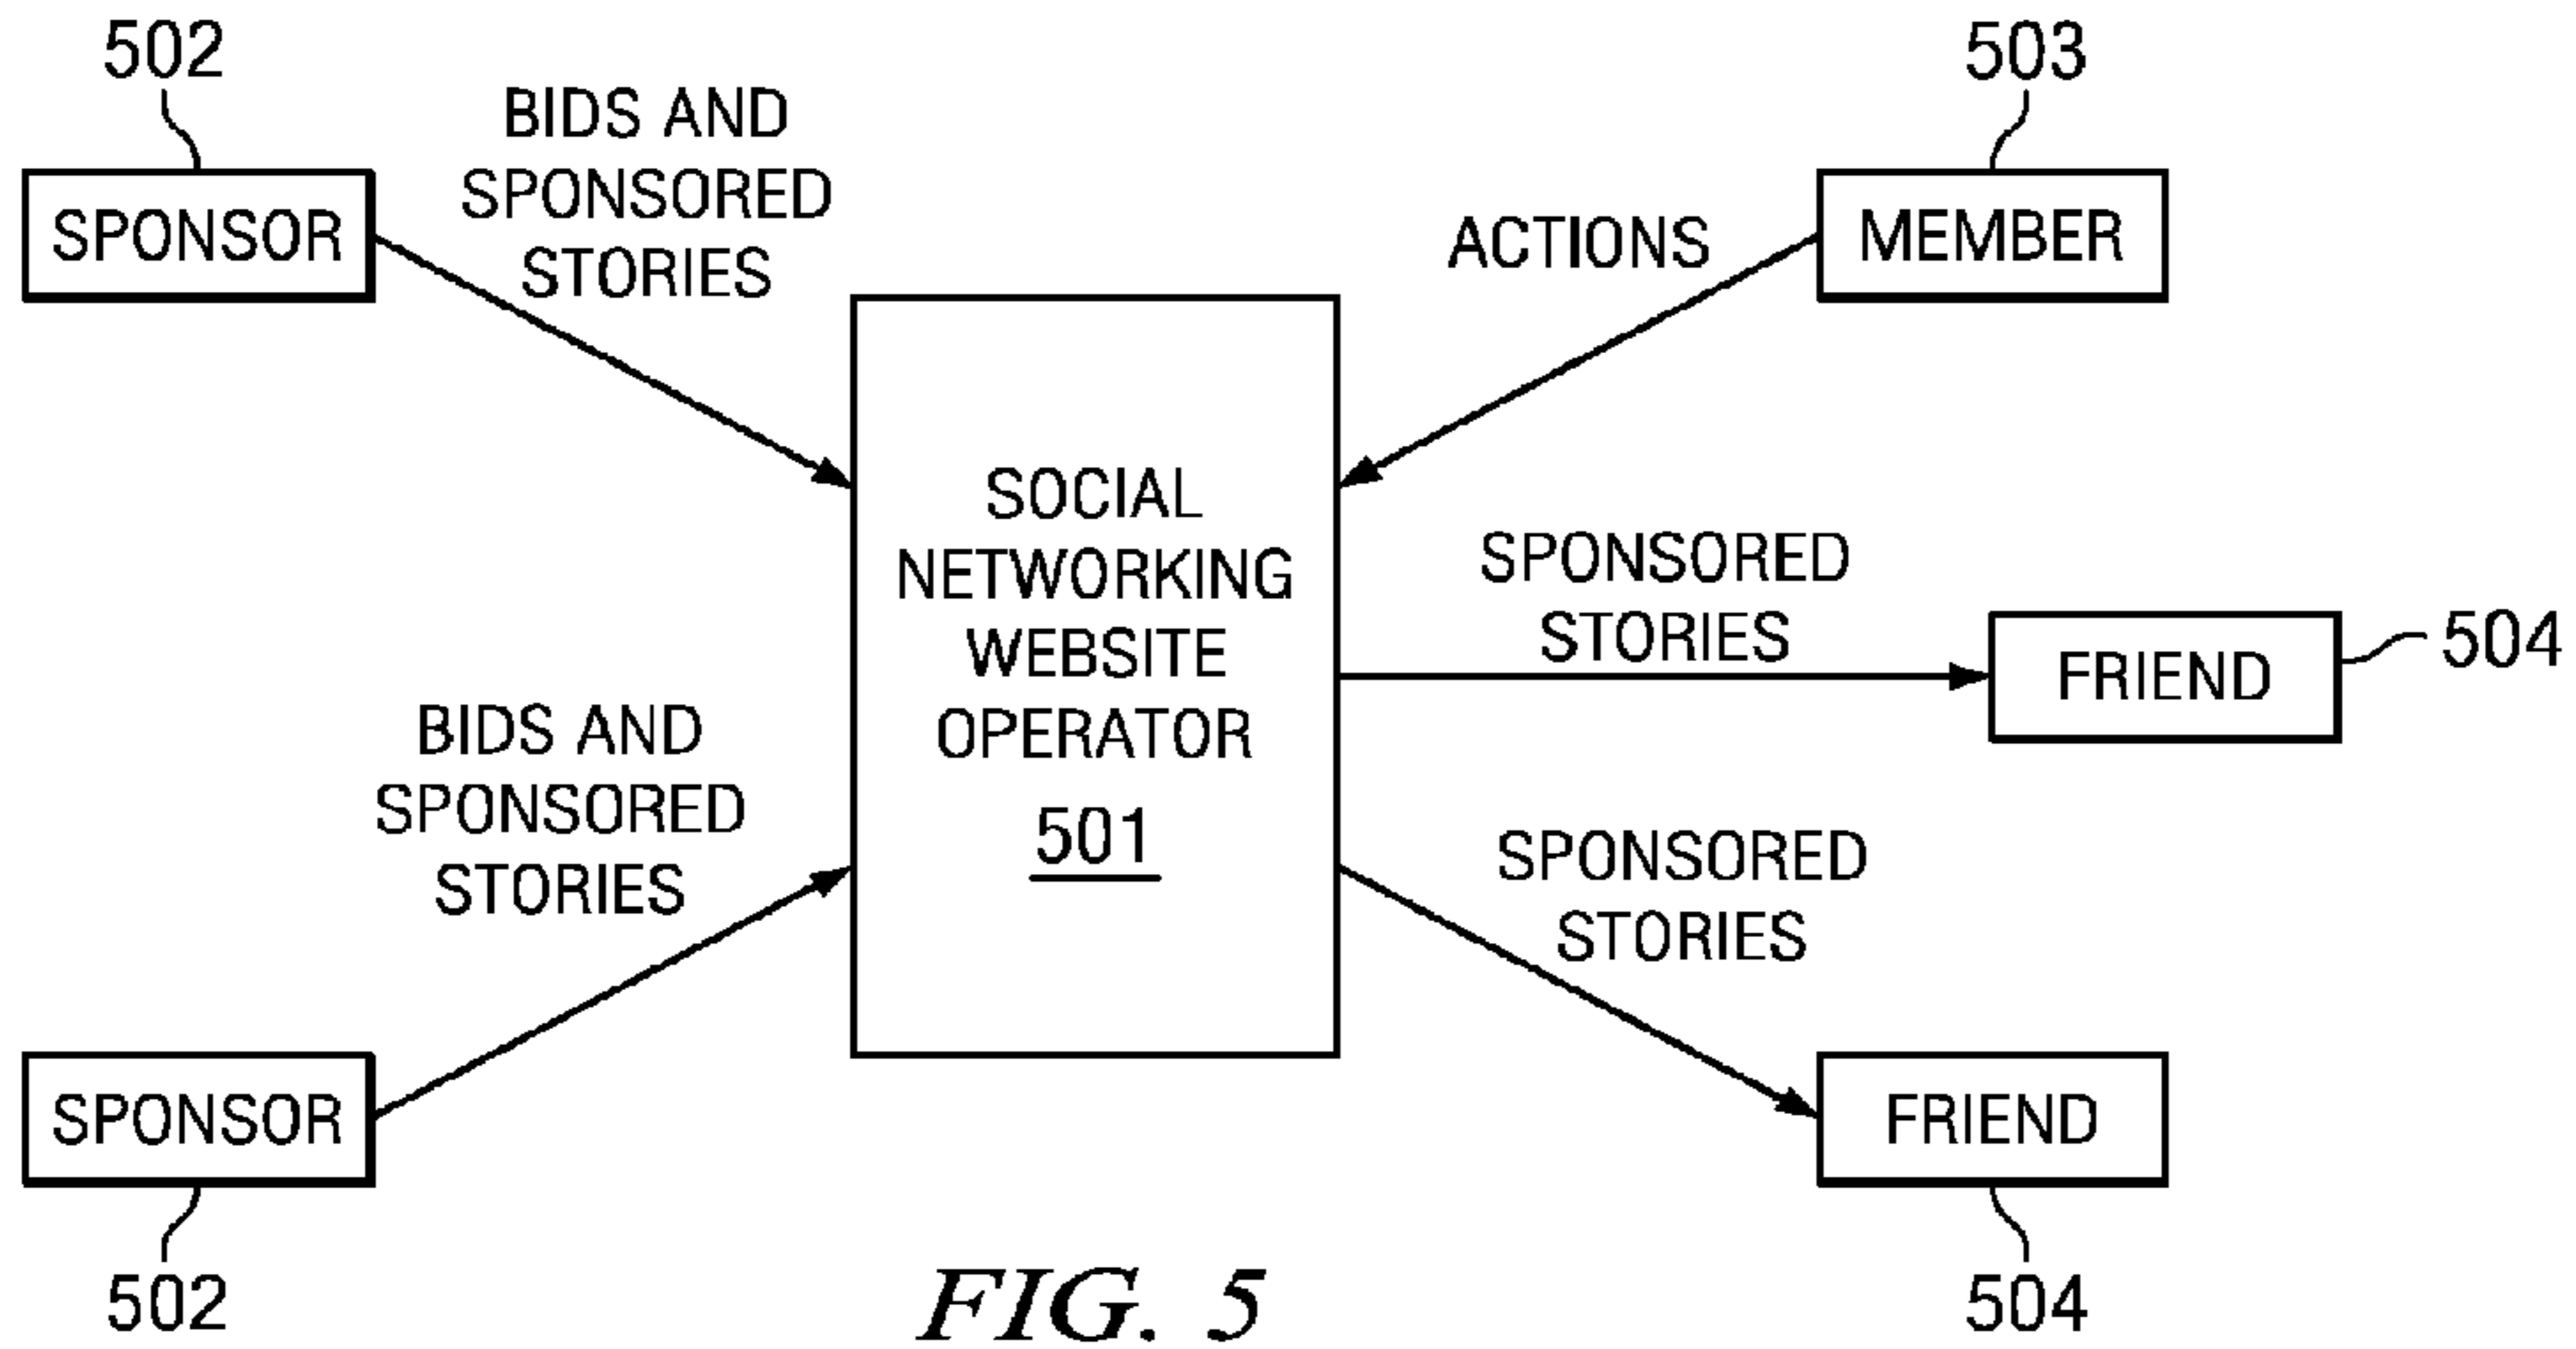 502
BIDS AND
SPONSORED
STORIES
SPONSOR
503
MEMBER
ACTIONS
SOCIAL
NETWORKING
WEBSITE
OPERATOR
501
SPONSORED
STORIES
FRIEND
504
BIDS AND
SPONSORED
STORIES
SPONSOR
502
SPONSORED
STORIES
FRIEND
504
FIG. 5